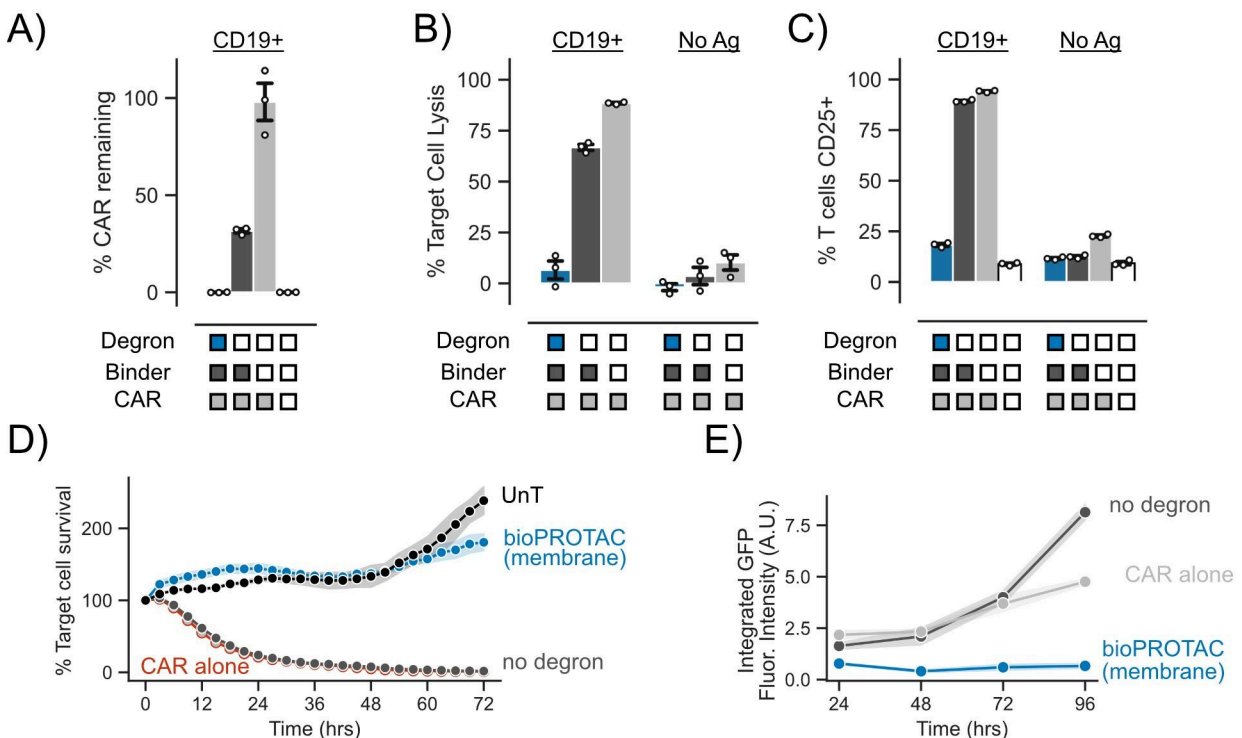 A)
CD19+
% CAR remaining
100
50
0
Degron
Binder
CAR
B)
CD19+ No Ag
% Target Cell Lysis
100
75
50
25
0
Degron
Binder
CAR
C)
CD19+ No Ag
% T cells CD25+
100
75
50
25
0
Degron
Binder
CAR
D)
% Target cell survival
200
100
0
UnT
bioPROTAC
(membrane)
CAR alone
no degron
0 12 24 36 48 60 72
Time (hrs)
E)
Integrated GFP
Fluor. Intensity (A.U.)
7.5
5.0
2.5
0.0
no degron
CAR alone
bioPROTAC
(membrane)
24 48 72 96
Time (hrs)